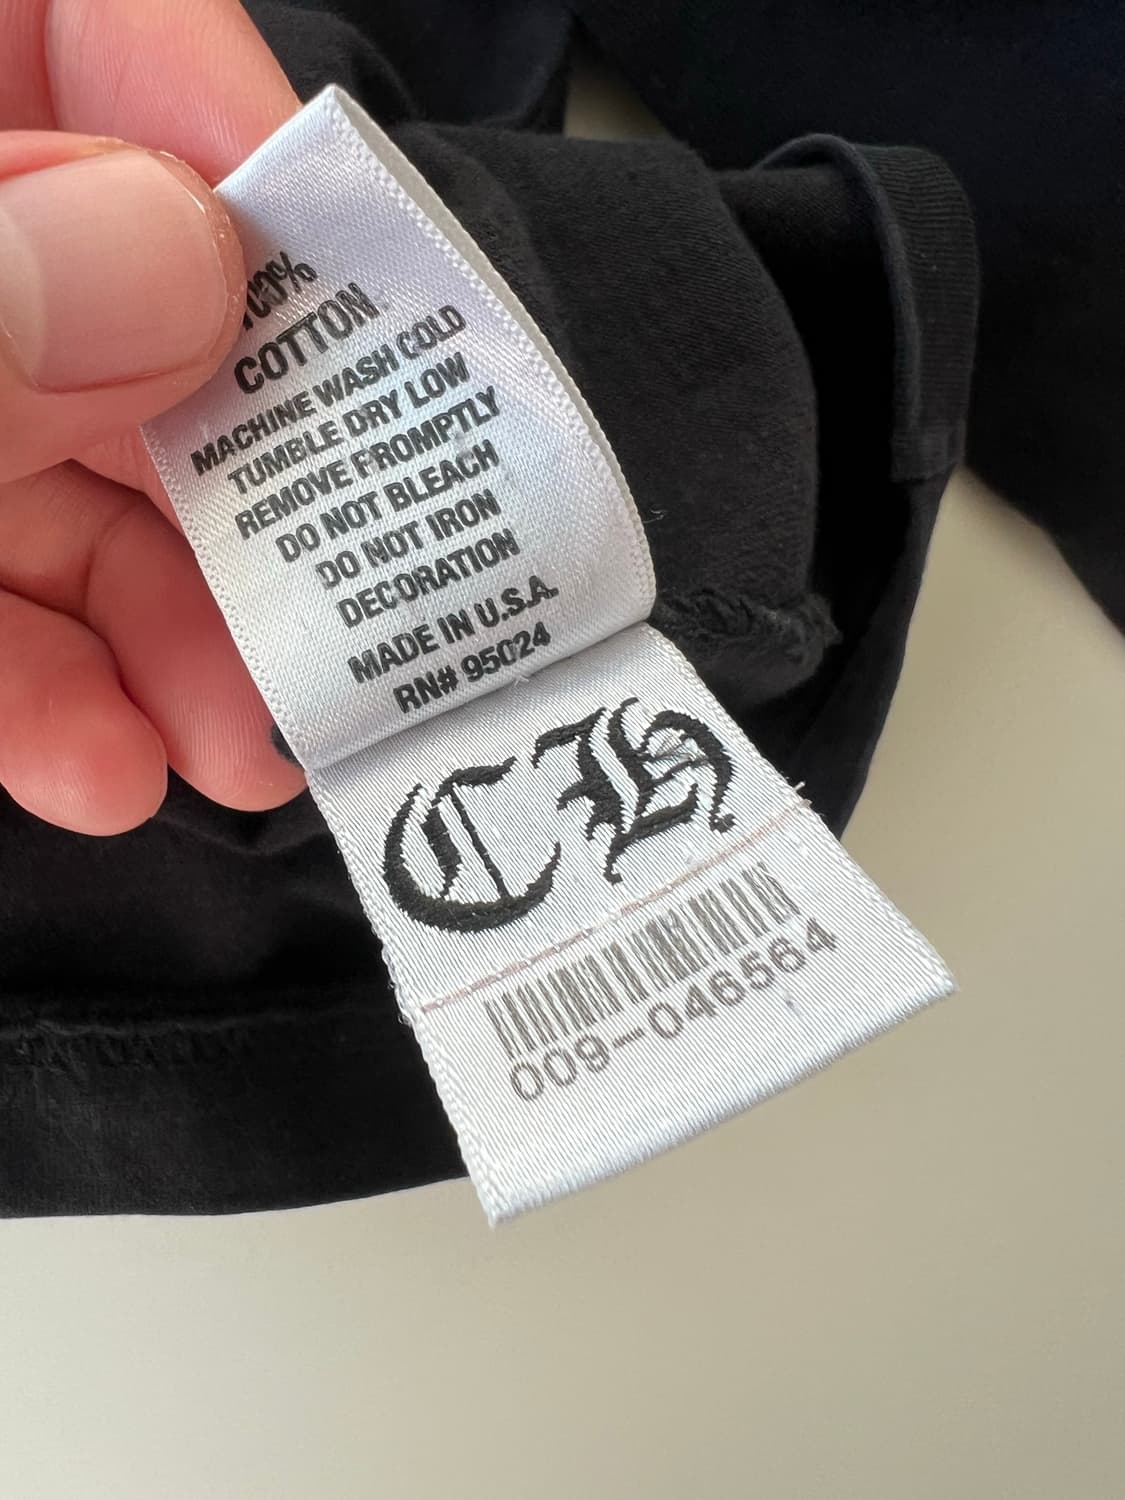 100%
COTTON
MACHINE WASH COLD
TUMBLE DRY LOW
REMOVE PROMPTLY
DO NOT BLEACH
DO NOT IRON
DECORATION
MADE IN U.S.A.
RN# 95024
CH
009-046564